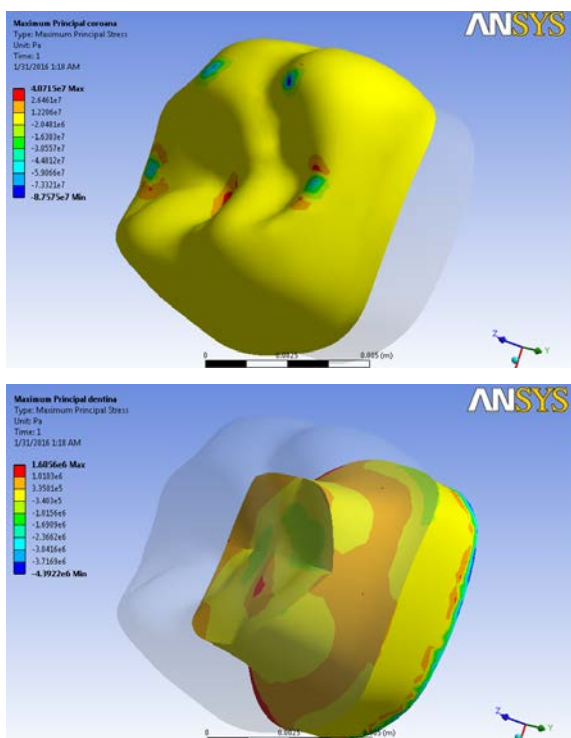 Maximum Principal coroana
Type: Maximum Principal Stress
Unit: Pa
Time: 1
1/31/2016 1:18 AM
ANSYS
4.0715e7 Max
2.6461e7
1.2206e7
-2.0481e6
-1.6303e7
-3.0557e7
-4.4812e7
-5.9066e7
-7.3321e7
-8.7575e7 Min
Z
Y
0
0.0025
0.005 (m)
Maximum Principal dentina
Type: Maximum Principal Stress
Unit: Pa
Time: 1
1/31/2016 1:18 AM
ANSYS
1.6856e6 Max
1.0103e6
3.3501e5
-3.403e5
-1.0156e6
-1.6909e6
-2.3662e6
-3.0416e6
-3.7169e6
-4.3922e6 Min
Z
Y
0
0.0025
0.005 (m)